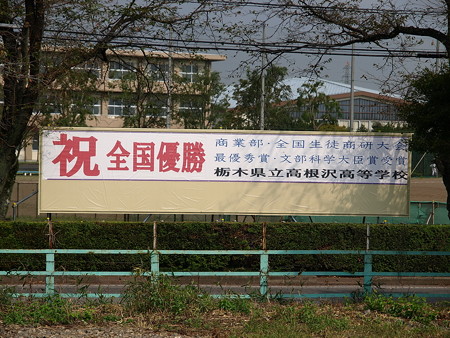 祝 全国優勝
商業部・全国生徒商研大会
最優秀賞・文部科学大臣賞受賞
栃木県立高根沢高等学校